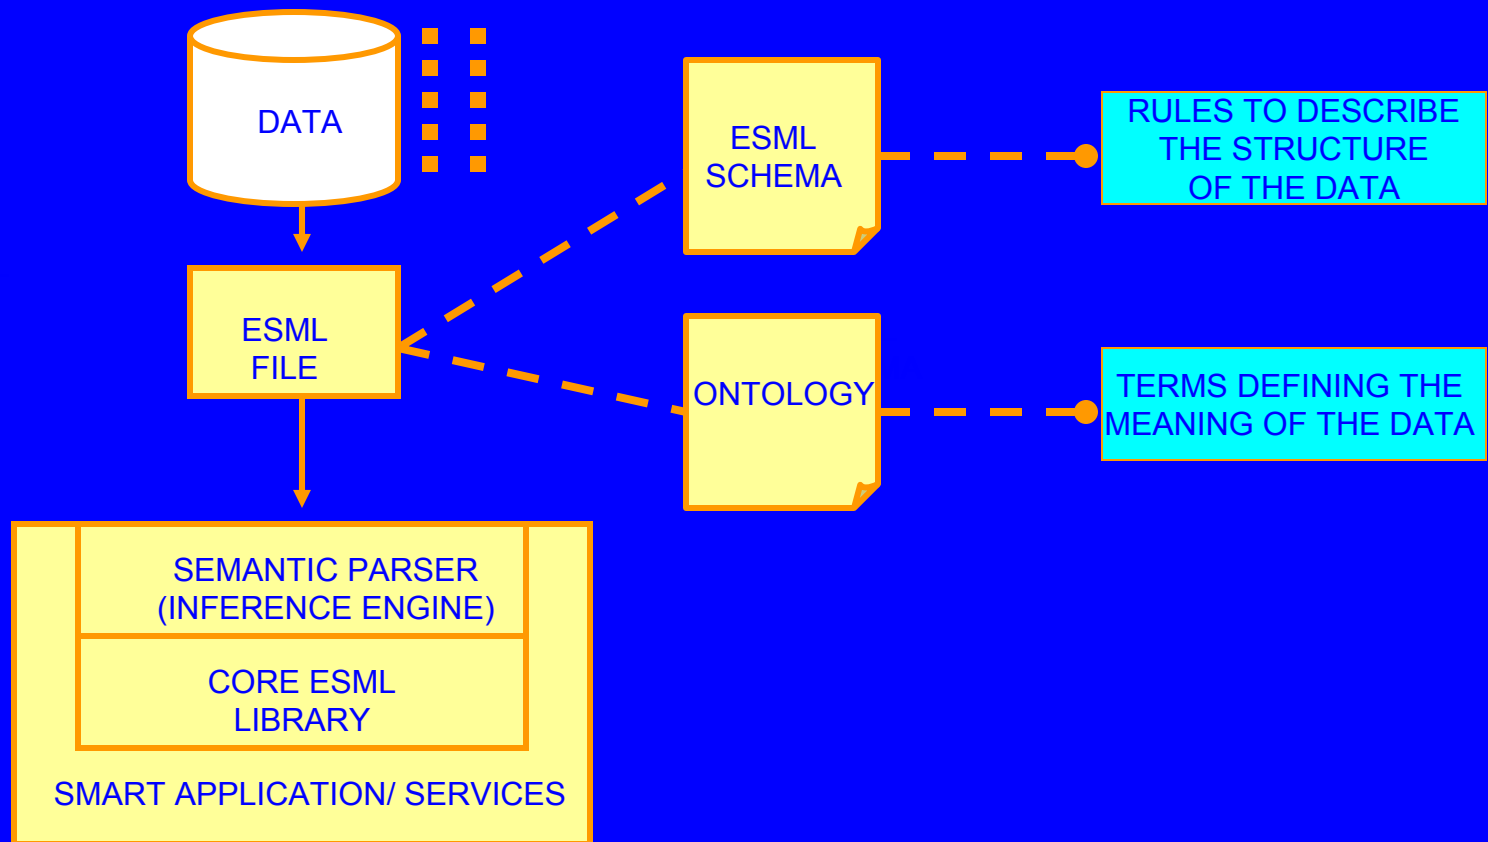 DATA
ESML
SCHEMA
RULES TO DESCRIBE
THE STRUCTURE
OF THE DATA
ESML
FILE
ONTOLOGY
TERMS DEFINING THE
MEANING OF THE DATA
SEMANTIC PARSER
(INFERENCE ENGINE)
CORE ESML
LIBRARY
SMART APPLICATION/ SERVICES